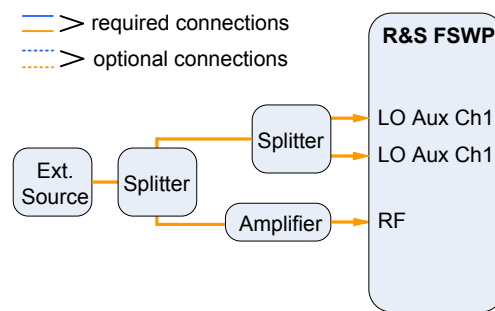 required connections
optional connections
R&S FSWP
LO Aux Ch1
Splitter
LO Aux Ch1
Ext.
Source
Splitter
Amplifier
RF